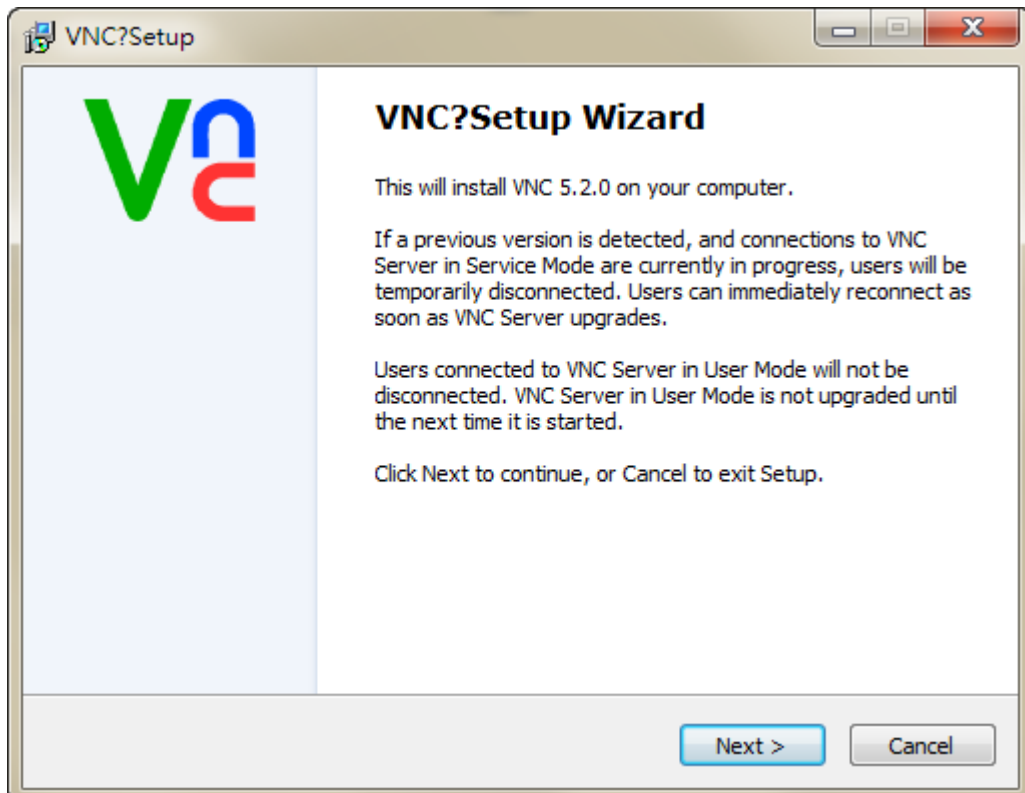 VNC?Setup
Vnc
VNC?Setup Wizard
This will install VNC 5.2.0 on your computer.
If a previous version is detected, and connections to VNC
Server in Service Mode are currently in progress, users will be
temporarily disconnected. Users can immediately reconnect as
soon as VNC Server upgrades.
Users connected to VNC Server in User Mode will not be
disconnected. VNC Server in User Mode is not upgraded until
the next time it is started.
Click Next to continue, or Cancel to exit Setup.
Next >
Cancel